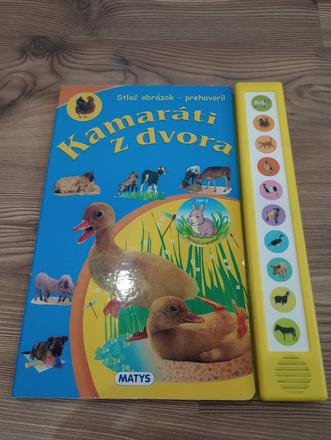 Stlač obrázok – prehovorí!
Kamaráti
z dvora
MATYS